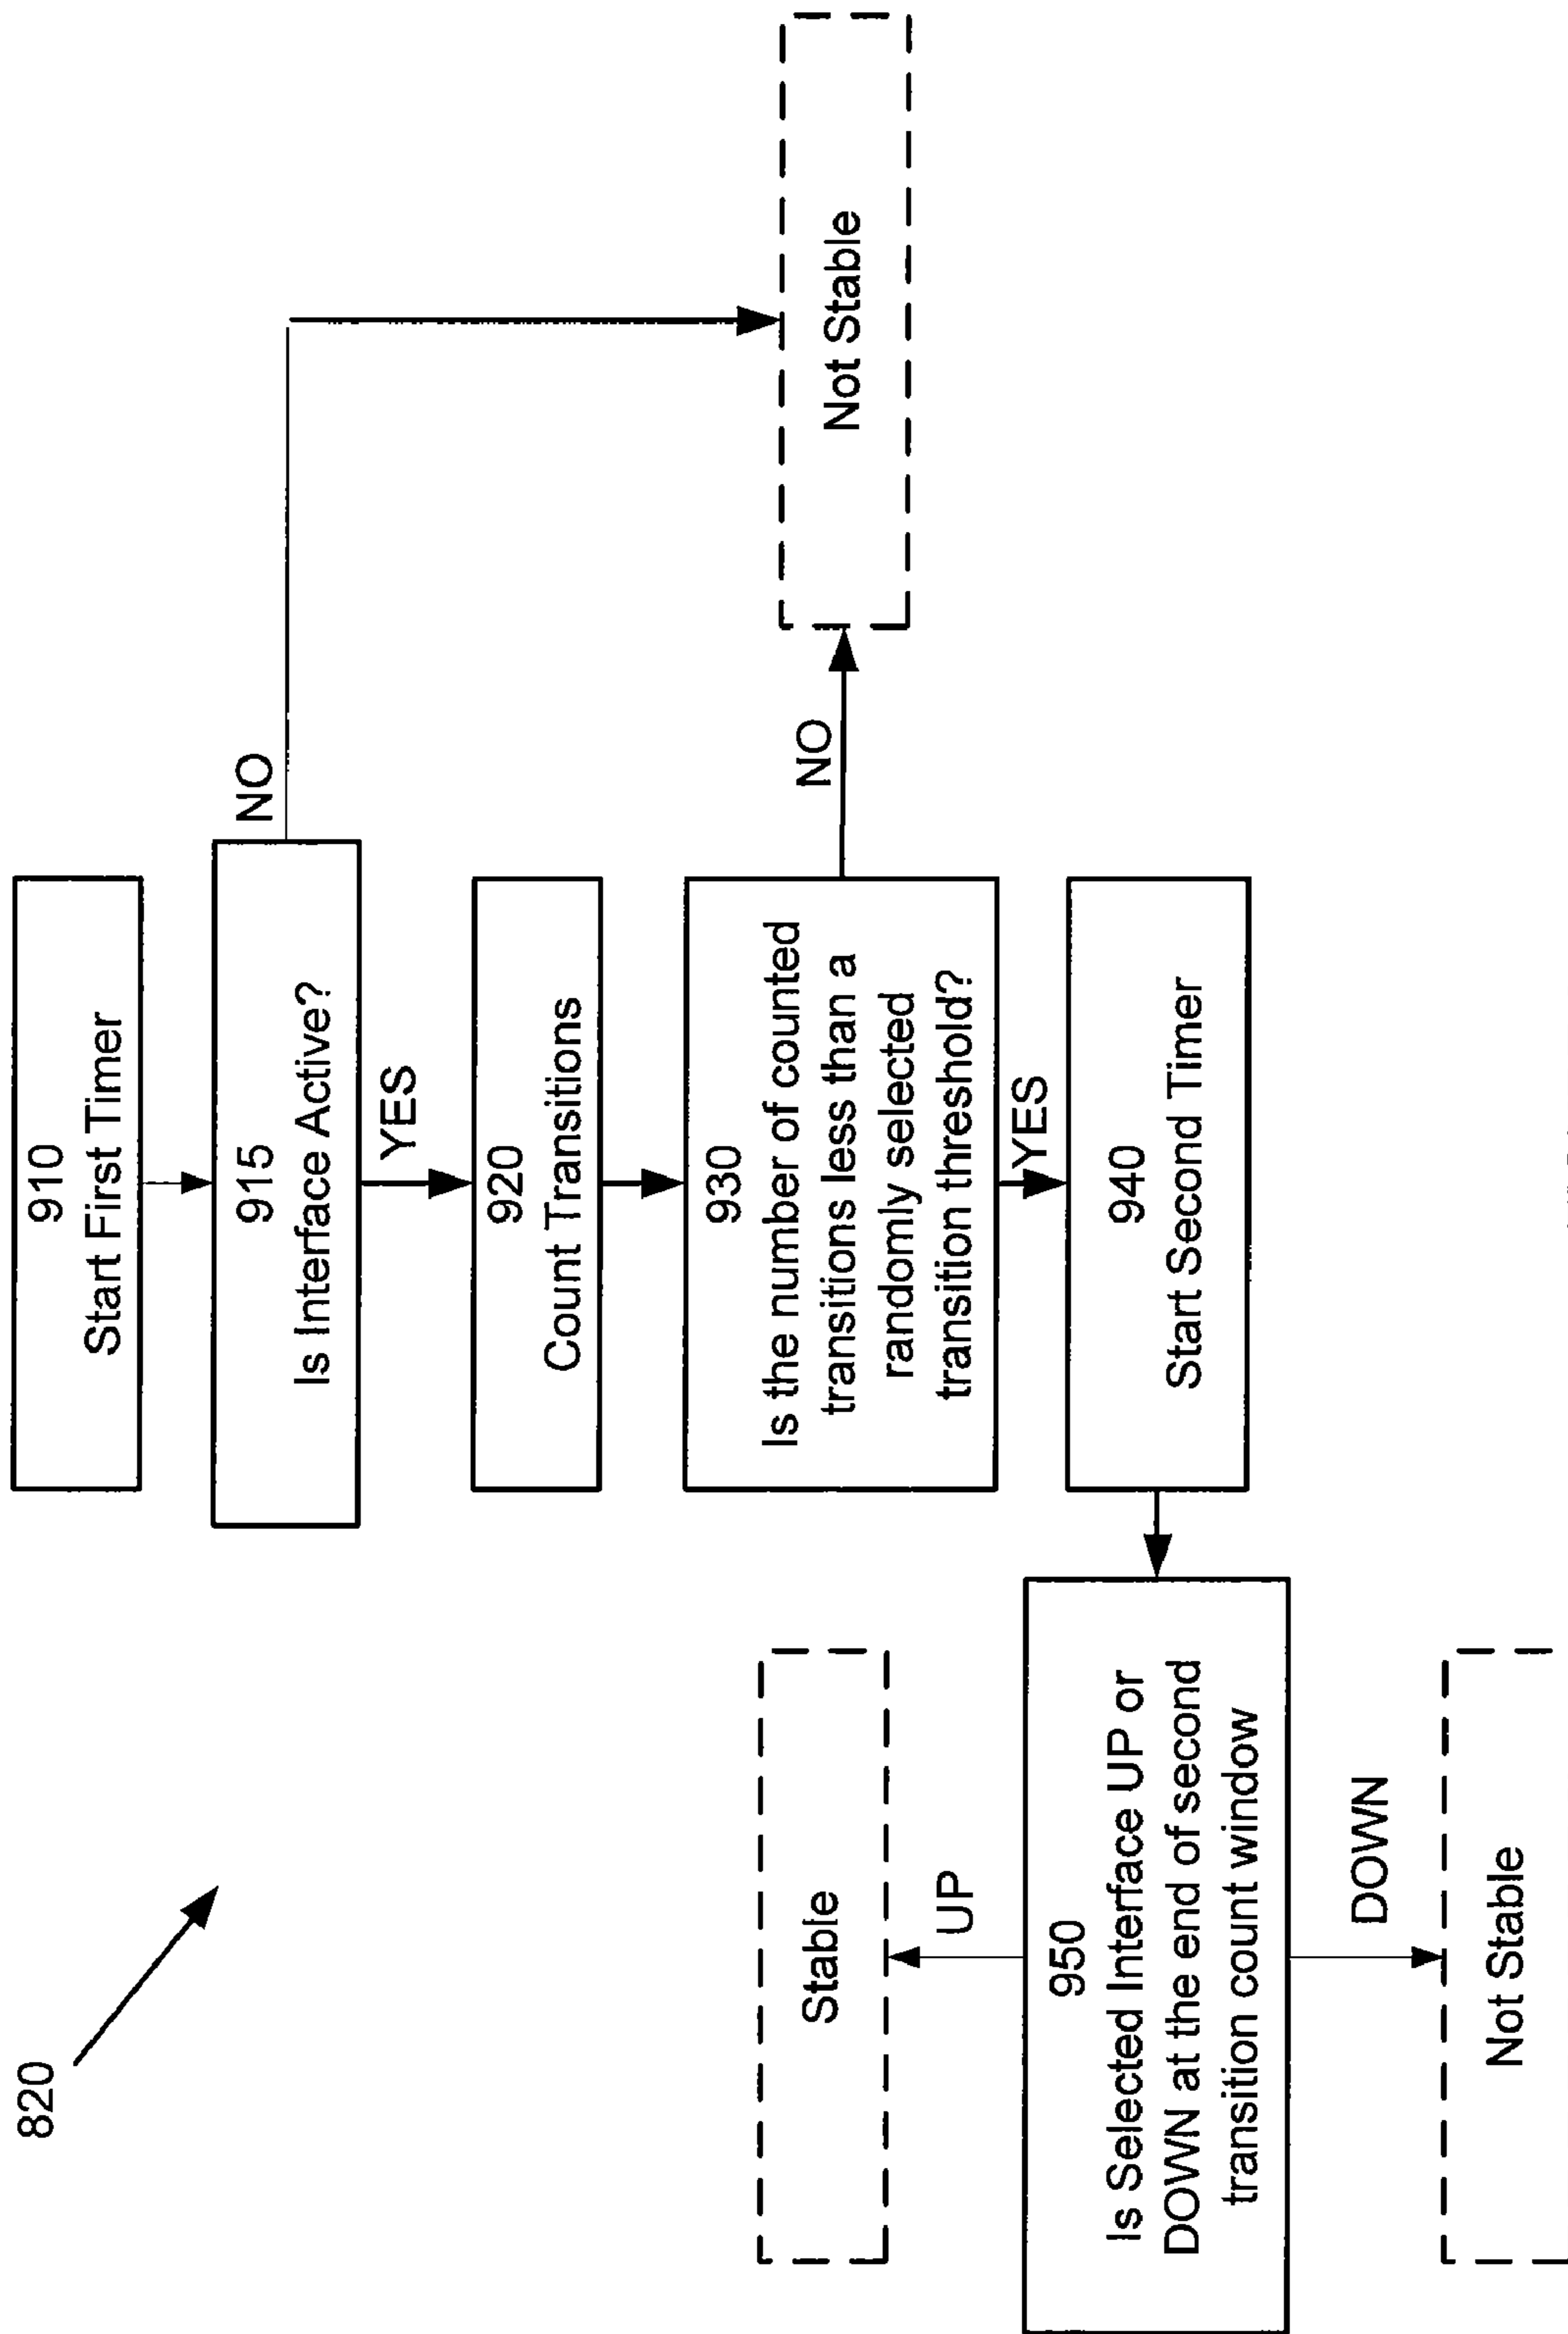 820
910
Start First Timer
915
Is Interface Active?
NO
YES
920
Count Transitions
930
Is the number of counted
transitions less than a
randomly selected
transition threshold?
NO
Not Stable
YES
940
Start Second Timer
950
Is Selected Interface UP or
DOWN at the end of second
transition count window
UP
Stable
DOWN
Not Stable